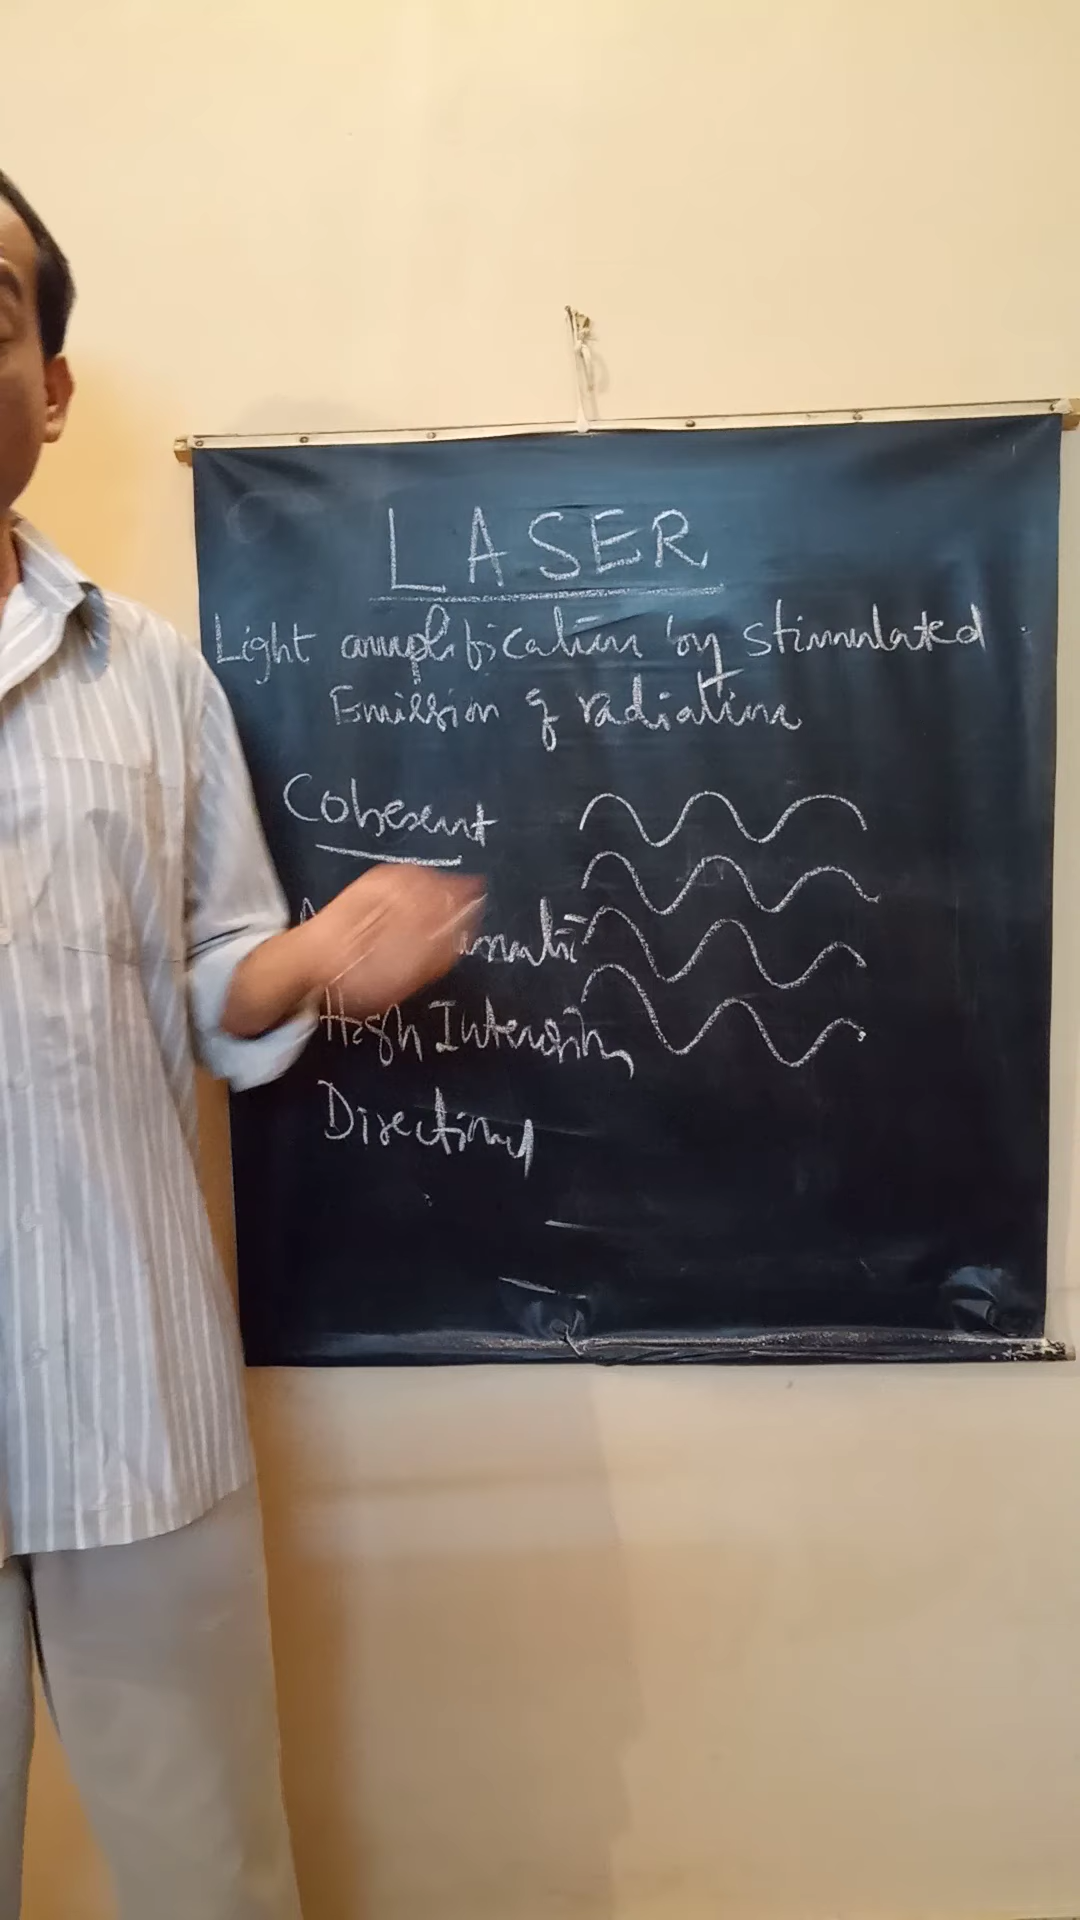 LASER
Light amplification by stimulated
Emission of radiation
Coherent
High Intensity
Directional